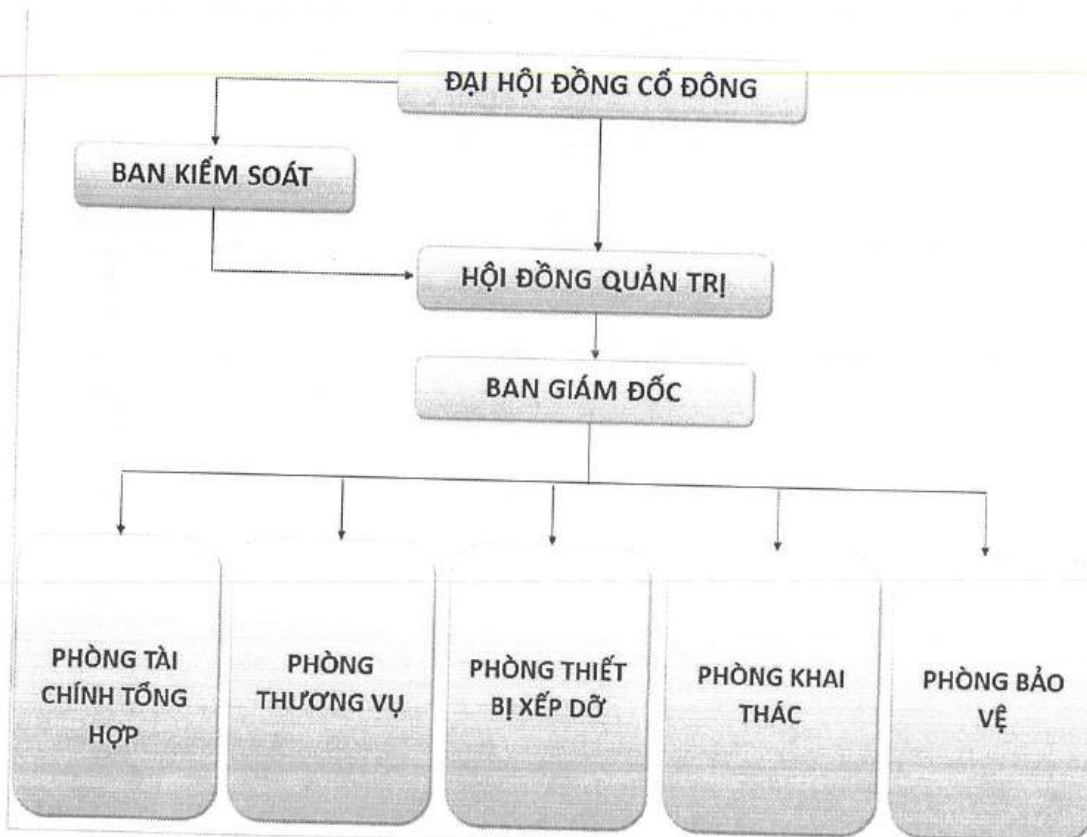 ĐẠI HỘI ĐỒNG CỔ ĐÔNG
BAN KIỂM SOÁT
HỘI ĐỒNG QUẢN TRỊ
BAN GIÁM ĐỐC
PHÒNG TÀI
CHÍNH TỔNG
HỢP
PHÒNG
THƯƠNG VỤ
PHÒNG THIẾT
BỊ XẾP DỠ
PHÒNG KHAI
THÁC
PHÒNG BẢO
VỆ